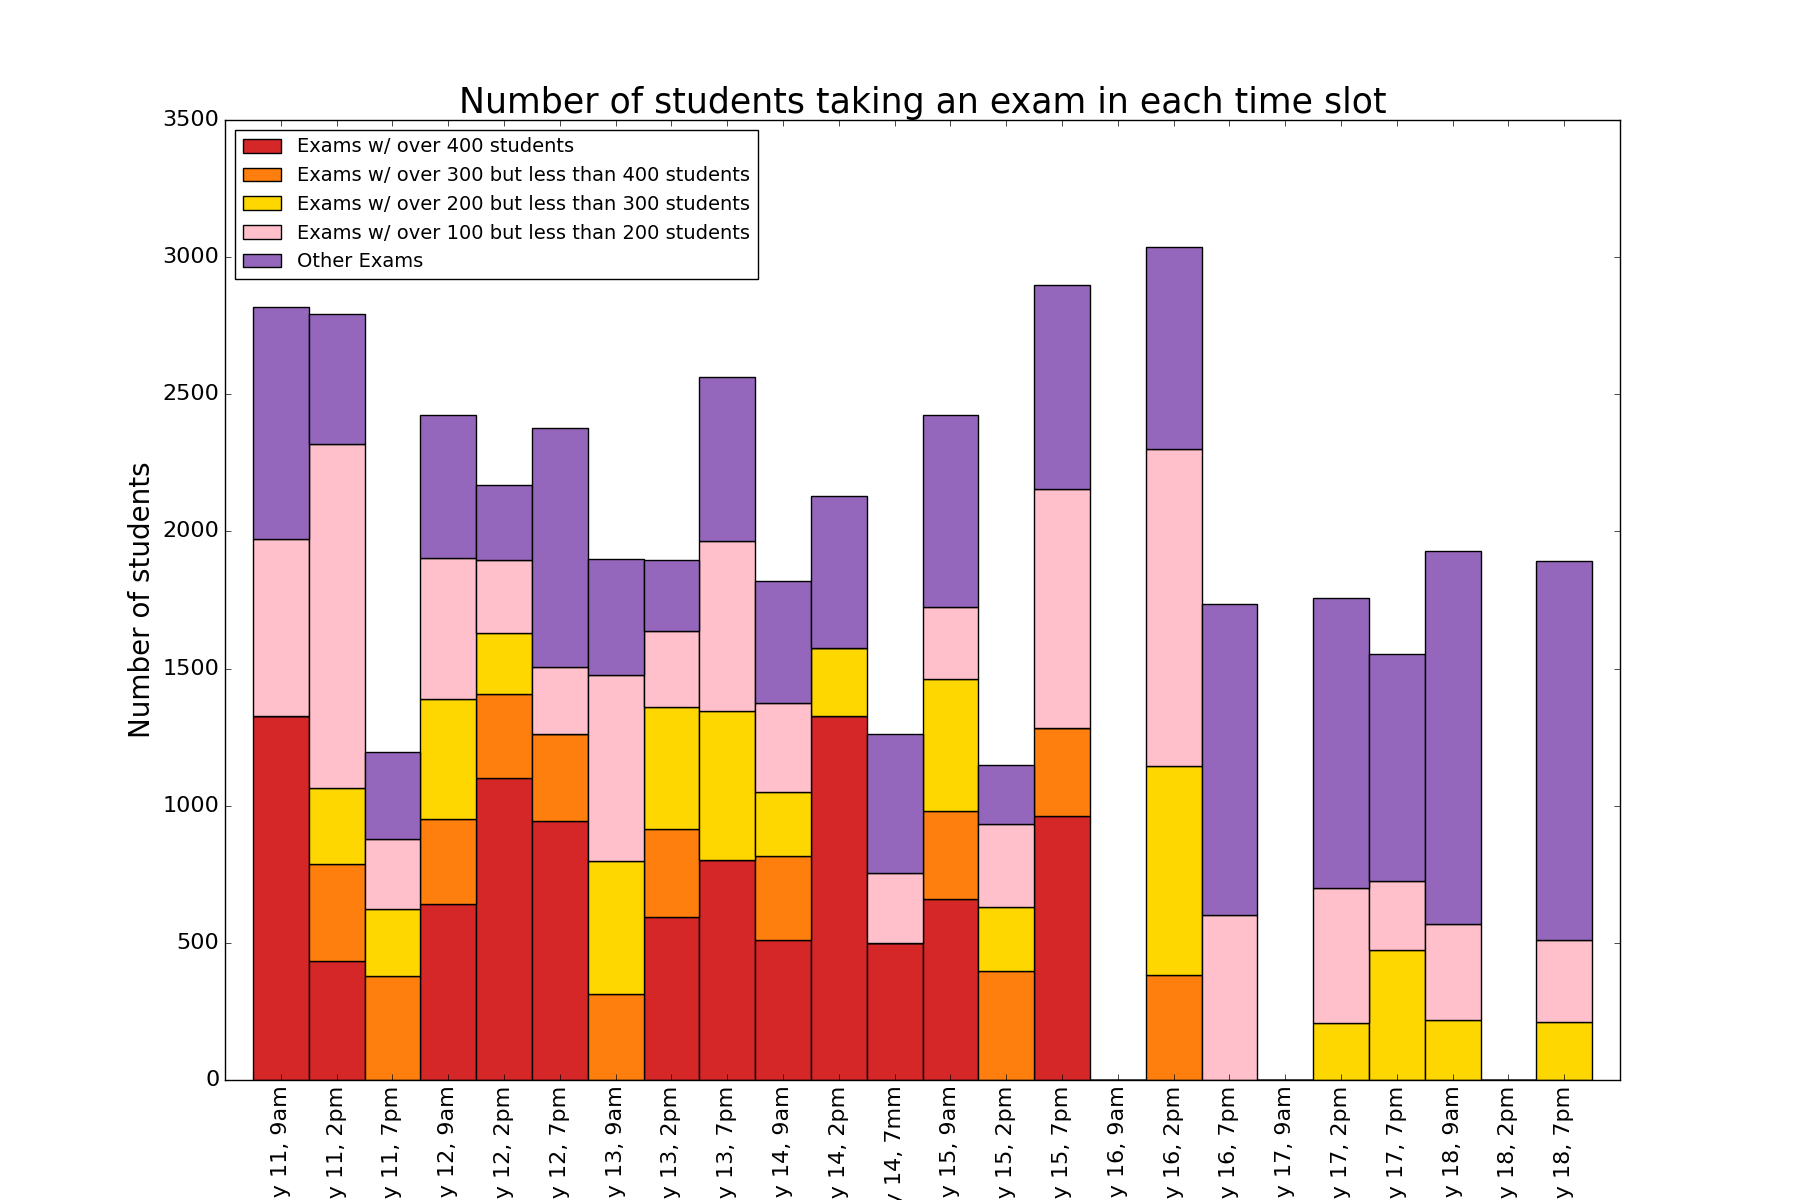 Number of students taking an exam in each time slot
Exams w/ over 400 students
Exams w/ over 300 but less than 400 students
Exams w/ over 200 but less than 300 students
Exams w/ over 100 but less than 200 students
Other Exams
Number of students
3500
3000
2500
2000
1500
1000
500
0
y 11, 9am
y 11, 2pm
y 11, 7pm
y 12, 9am
y 12, 2pm
y 12, 7pm
y 13, 9am
y 13, 2pm
y 13, 7pm
y 14, 9am
y 14, 2pm
y 14, 7mm
y 15, 9am
y 15, 2pm
y 15, 7pm
y 16, 9am
y 16, 2pm
y 16, 7pm
y 17, 9am
y 17, 2pm
y 17, 7pm
y 18, 9am
y 18, 2pm
y 18, 7pm